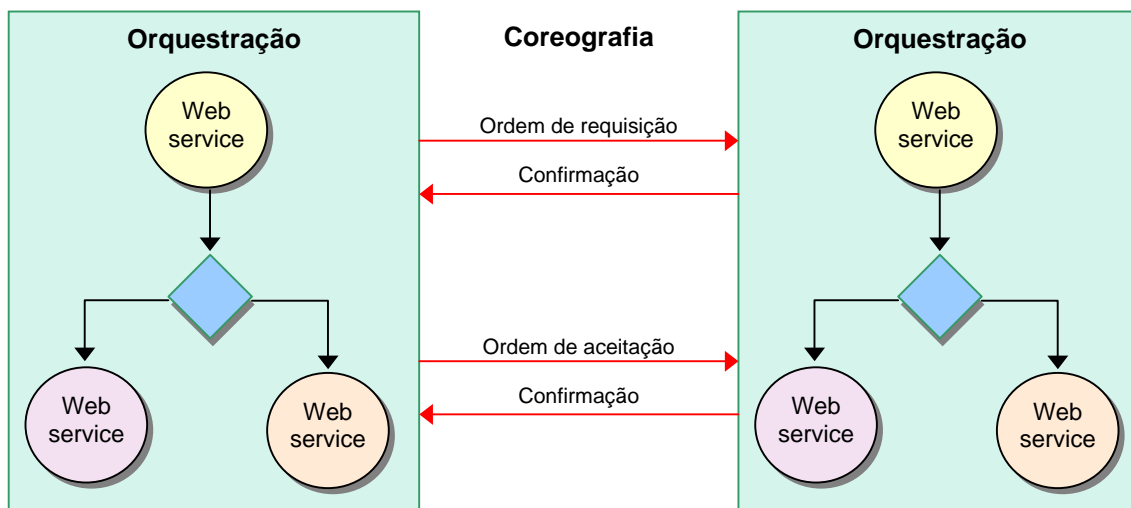 Orquestração
Coreografia
Orquestração
Web
service
Web
service
Ordem de requisição
Confirmação
Ordem de aceitação
Confirmação
Web
service
Web
service
Web
service
Web
service